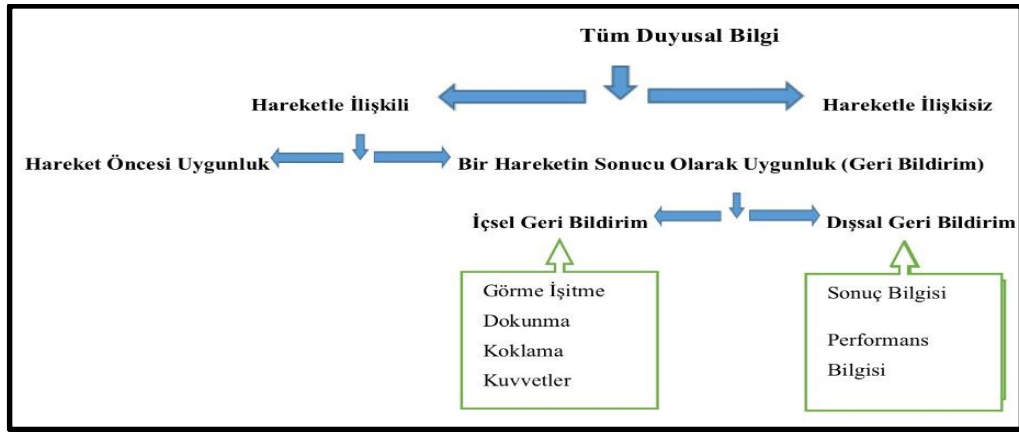 Tüm Duyusal Bilgi
Hareketle İlişkili
Hareketle İlişkisiz
Hareket Öncesi Uygunluk
Bir Hareketin Sonucu Olarak Uygunluk (Geri Bildirim)
İçsel Geri Bildirim
Dışsal Geri Bildirim
Görme İşitme
Dokunma
Koklama
Kuvvetler
Sonuç Bilgisi
Performans
Bilgisi